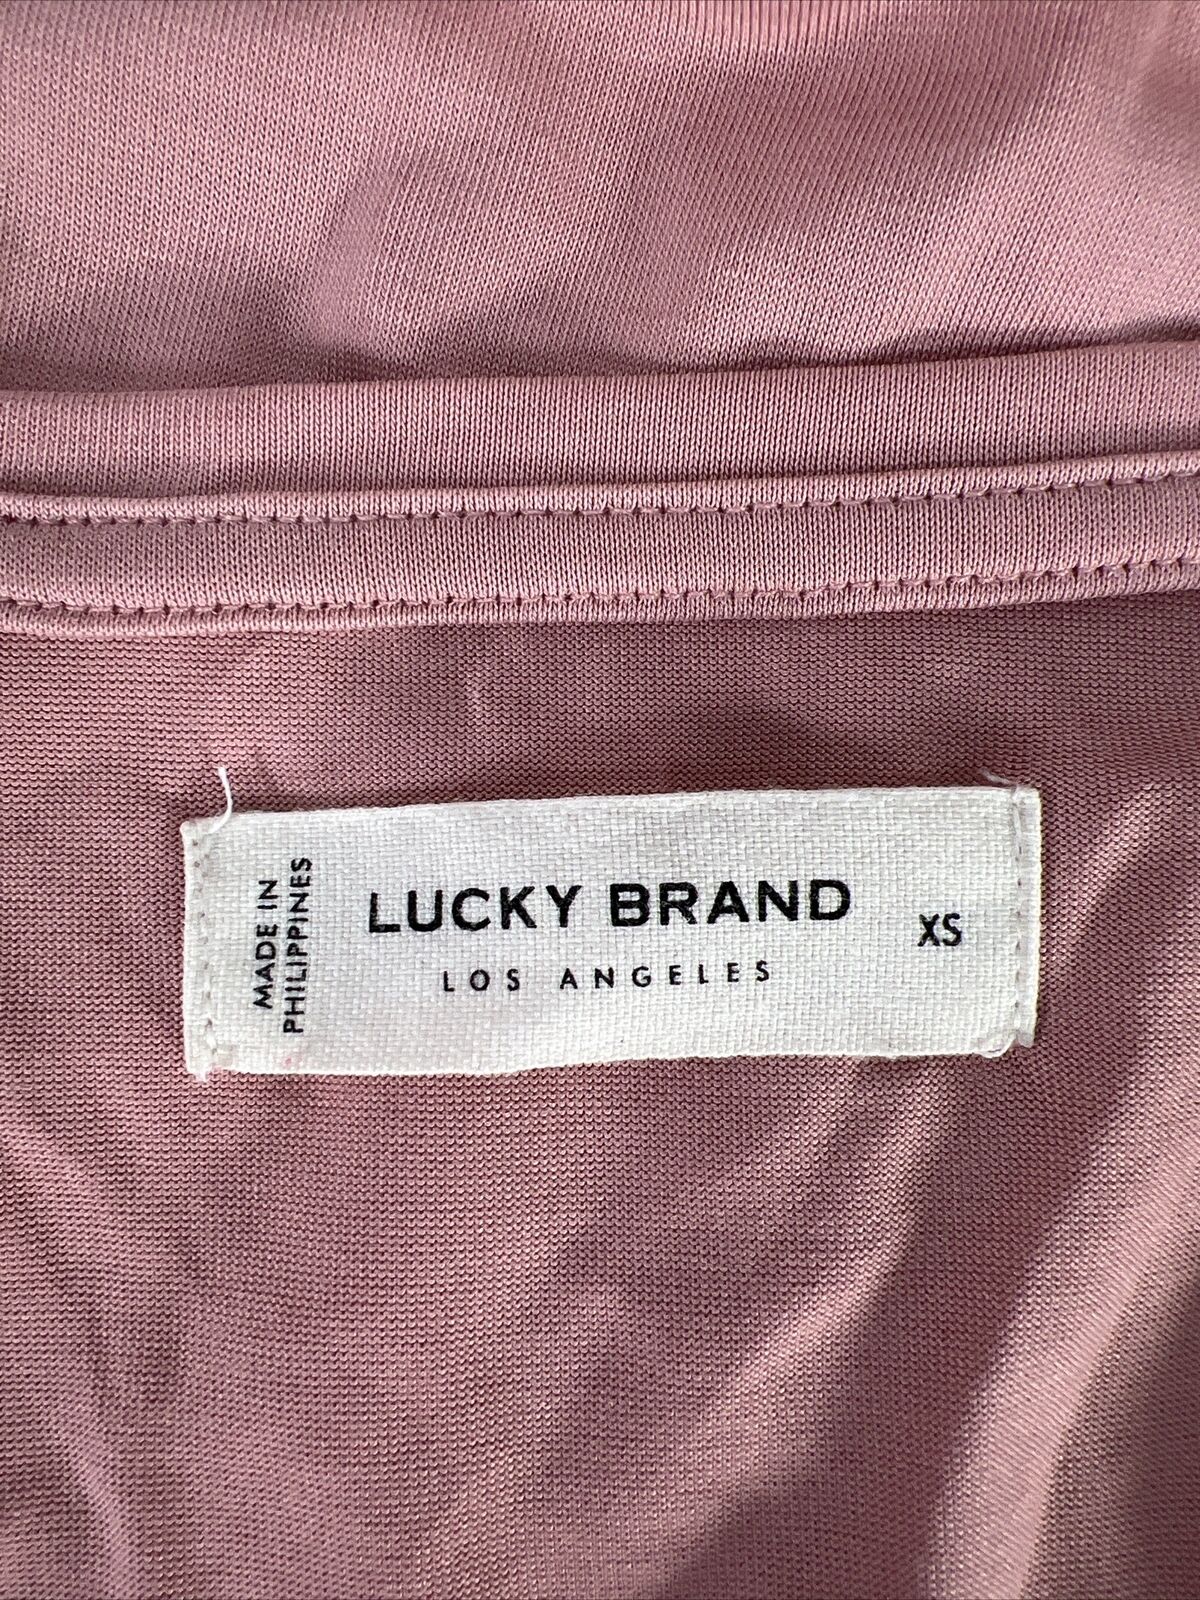 MADE IN
PHILIPPINES
LUCKY BRAND
LOS ANGELES
XS